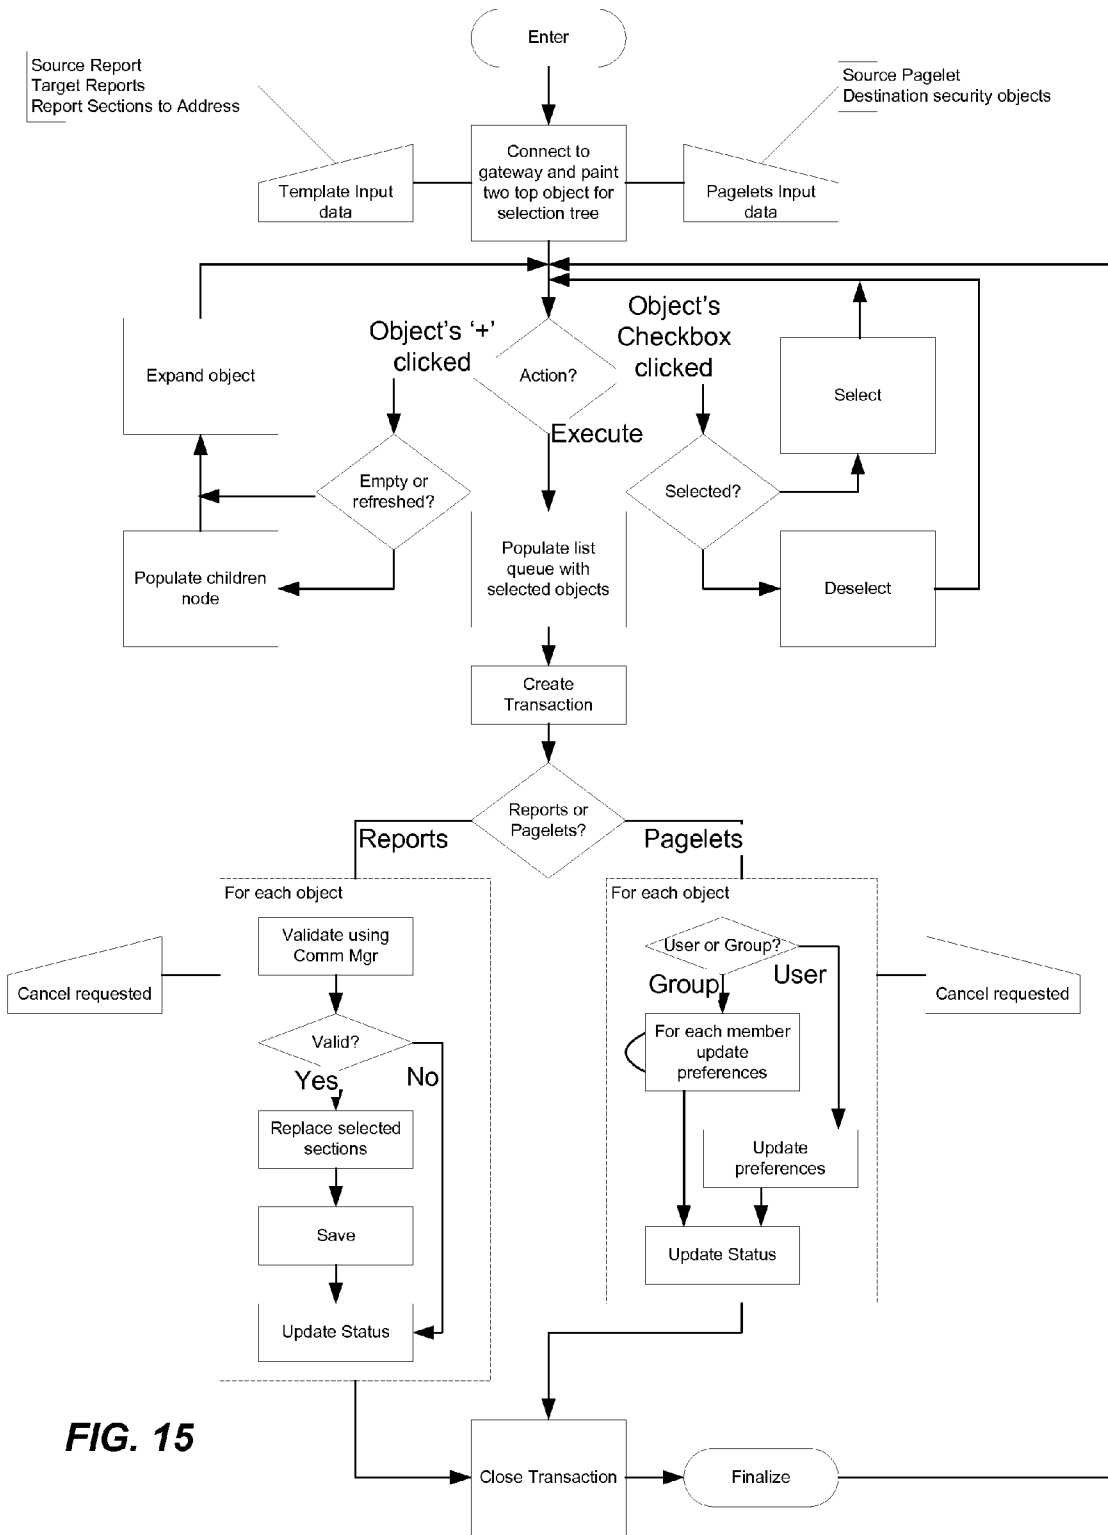 Enter
Source Report
Target Reports
Report Sections to Address
Source Pagelet
Destination security objects
Connect to
gateway and paint
two top object for
selection tree
Template Input
data
Pagelets Input
data
Object's
Checkbox
clicked
Object's ‘+’
clicked
Action?
Expand object
Select
Execute
Empty or
refreshed?
Selected?
Populate list
queue with
selected objects
Populate children
node
Deselect
Create
Transaction
Reports or
Pagelets?
Reports
Pagelets
For each object
For each object
Validate using
Comm Mgr
User or Group?
User
Group
Cancel requested
Cancel requested
Valid?
For each member
update
preferences
Yes
No
Replace selected
sections
Update
preferences
Save
Update Status
Update Status
FIG. 15
Close Transaction
Finalize